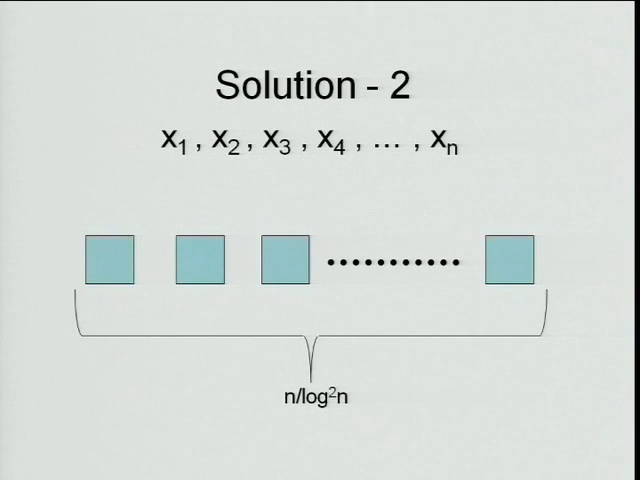 Solution - 2
x₁ , x₂ , x₃ , x₄ , ... , xₙ
n/log²n